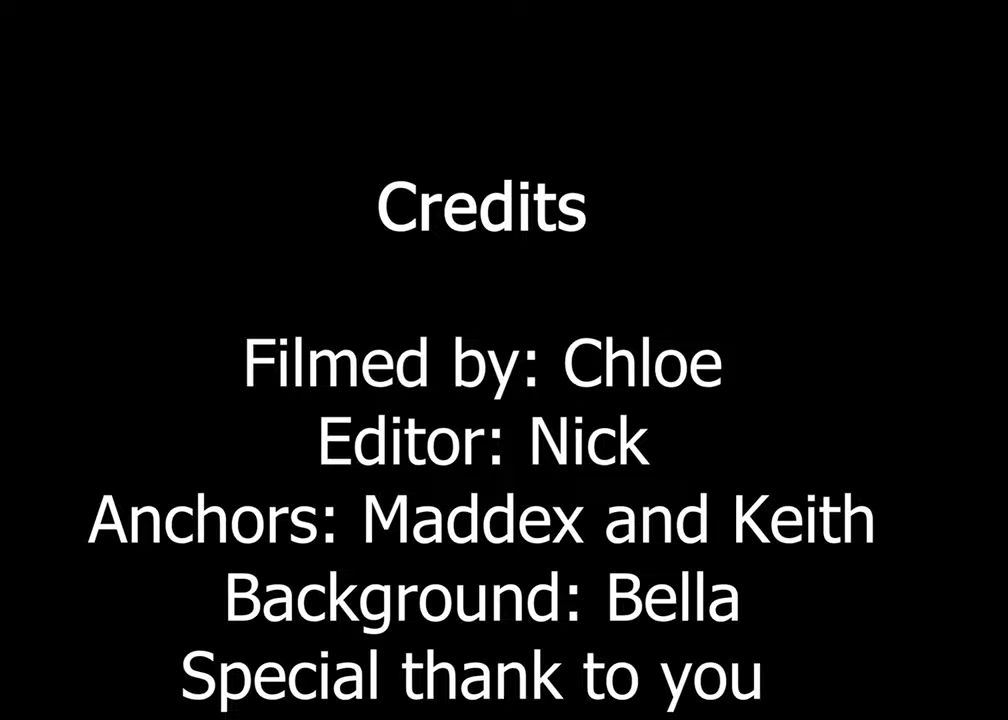 Credits
Filmed by: Chloe
Editor: Nick
Anchors: Maddex and Keith
Background: Bella
Special thank to you